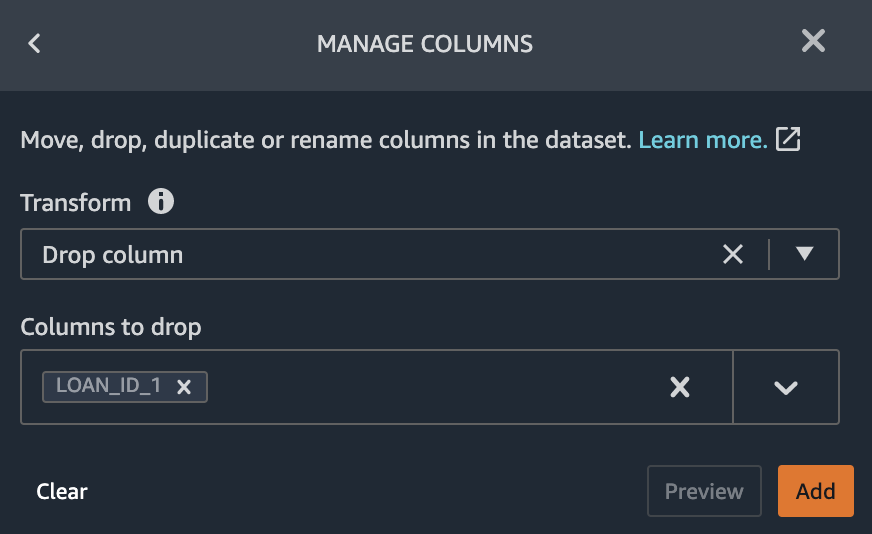 MANAGE COLUMNS
Move, drop, duplicate or rename columns in the dataset. Learn more.
Transform
Drop column
Columns to drop
LOAN_ID_1
Clear
Preview
Add